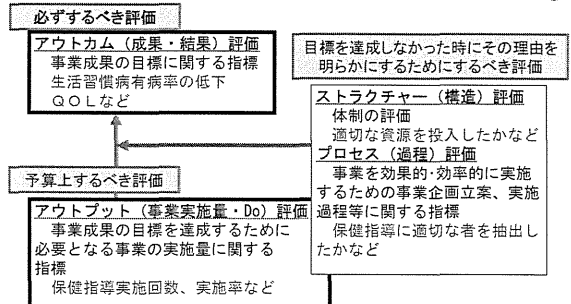 必ずするべき評価
アウトカム（成果・結果）評価
事業成果の目標に関する指標
生活習慣病有病率の低下
ＱＯＬなど
目標を達成しなかった時にその理由を
明らかにするためにするべき評価
ストラクチャー（構造）評価
体制の評価
適切な資源を投入したかなど
プロセス（過程）評価
事業を効果的･効率的に実施
するための事業企画立案、実施
過程等に関する指標
保健指導に適切な者を抽出し
たかなど
予算上するべき評価
アウトプット（事業実施量・Do）評価
事業成果の目標を達成するために
必要となる事業の実施量に関する
指標
保健指導実施回数、実施率など